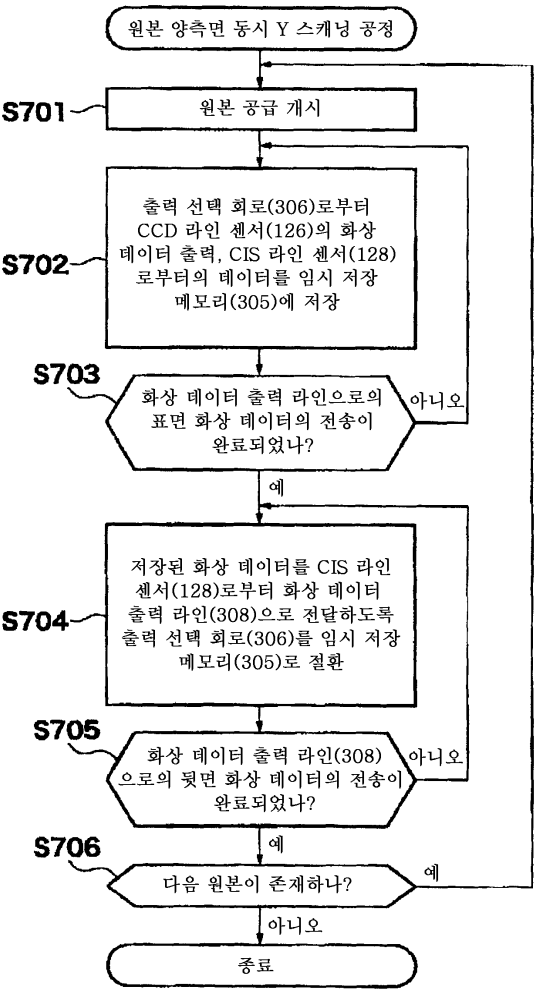 원본 양측면 동시 Y 스캐닝 공정
S701
원본 공급 개시
S702
출력 선택 회로(306)로부터
CCD 라인 센서(126)의 화상
데이터 출력, CIS 라인 센서(128)
로부터의 데이터를 임시 저장
메모리(305)에 저장
S703
화상 데이터 출력 라인으로의
표면 화상 데이터의 전송이
완료되었나?
아니오
예
S704
저장된 화상 데이터를 CIS 라인
센서(128)로부터 화상 데이터
출력 라인(308)으로 전달하도록
출력 선택 회로(306)를 임시 저장
메모리(305)로 절환
S705
화상 데이터 출력 라인(308)
으로의 뒷면 화상 데이터의 전송이
완료되었나?
아니오
예
S706
다음 원본이 존재하나?
예
아니오
종료